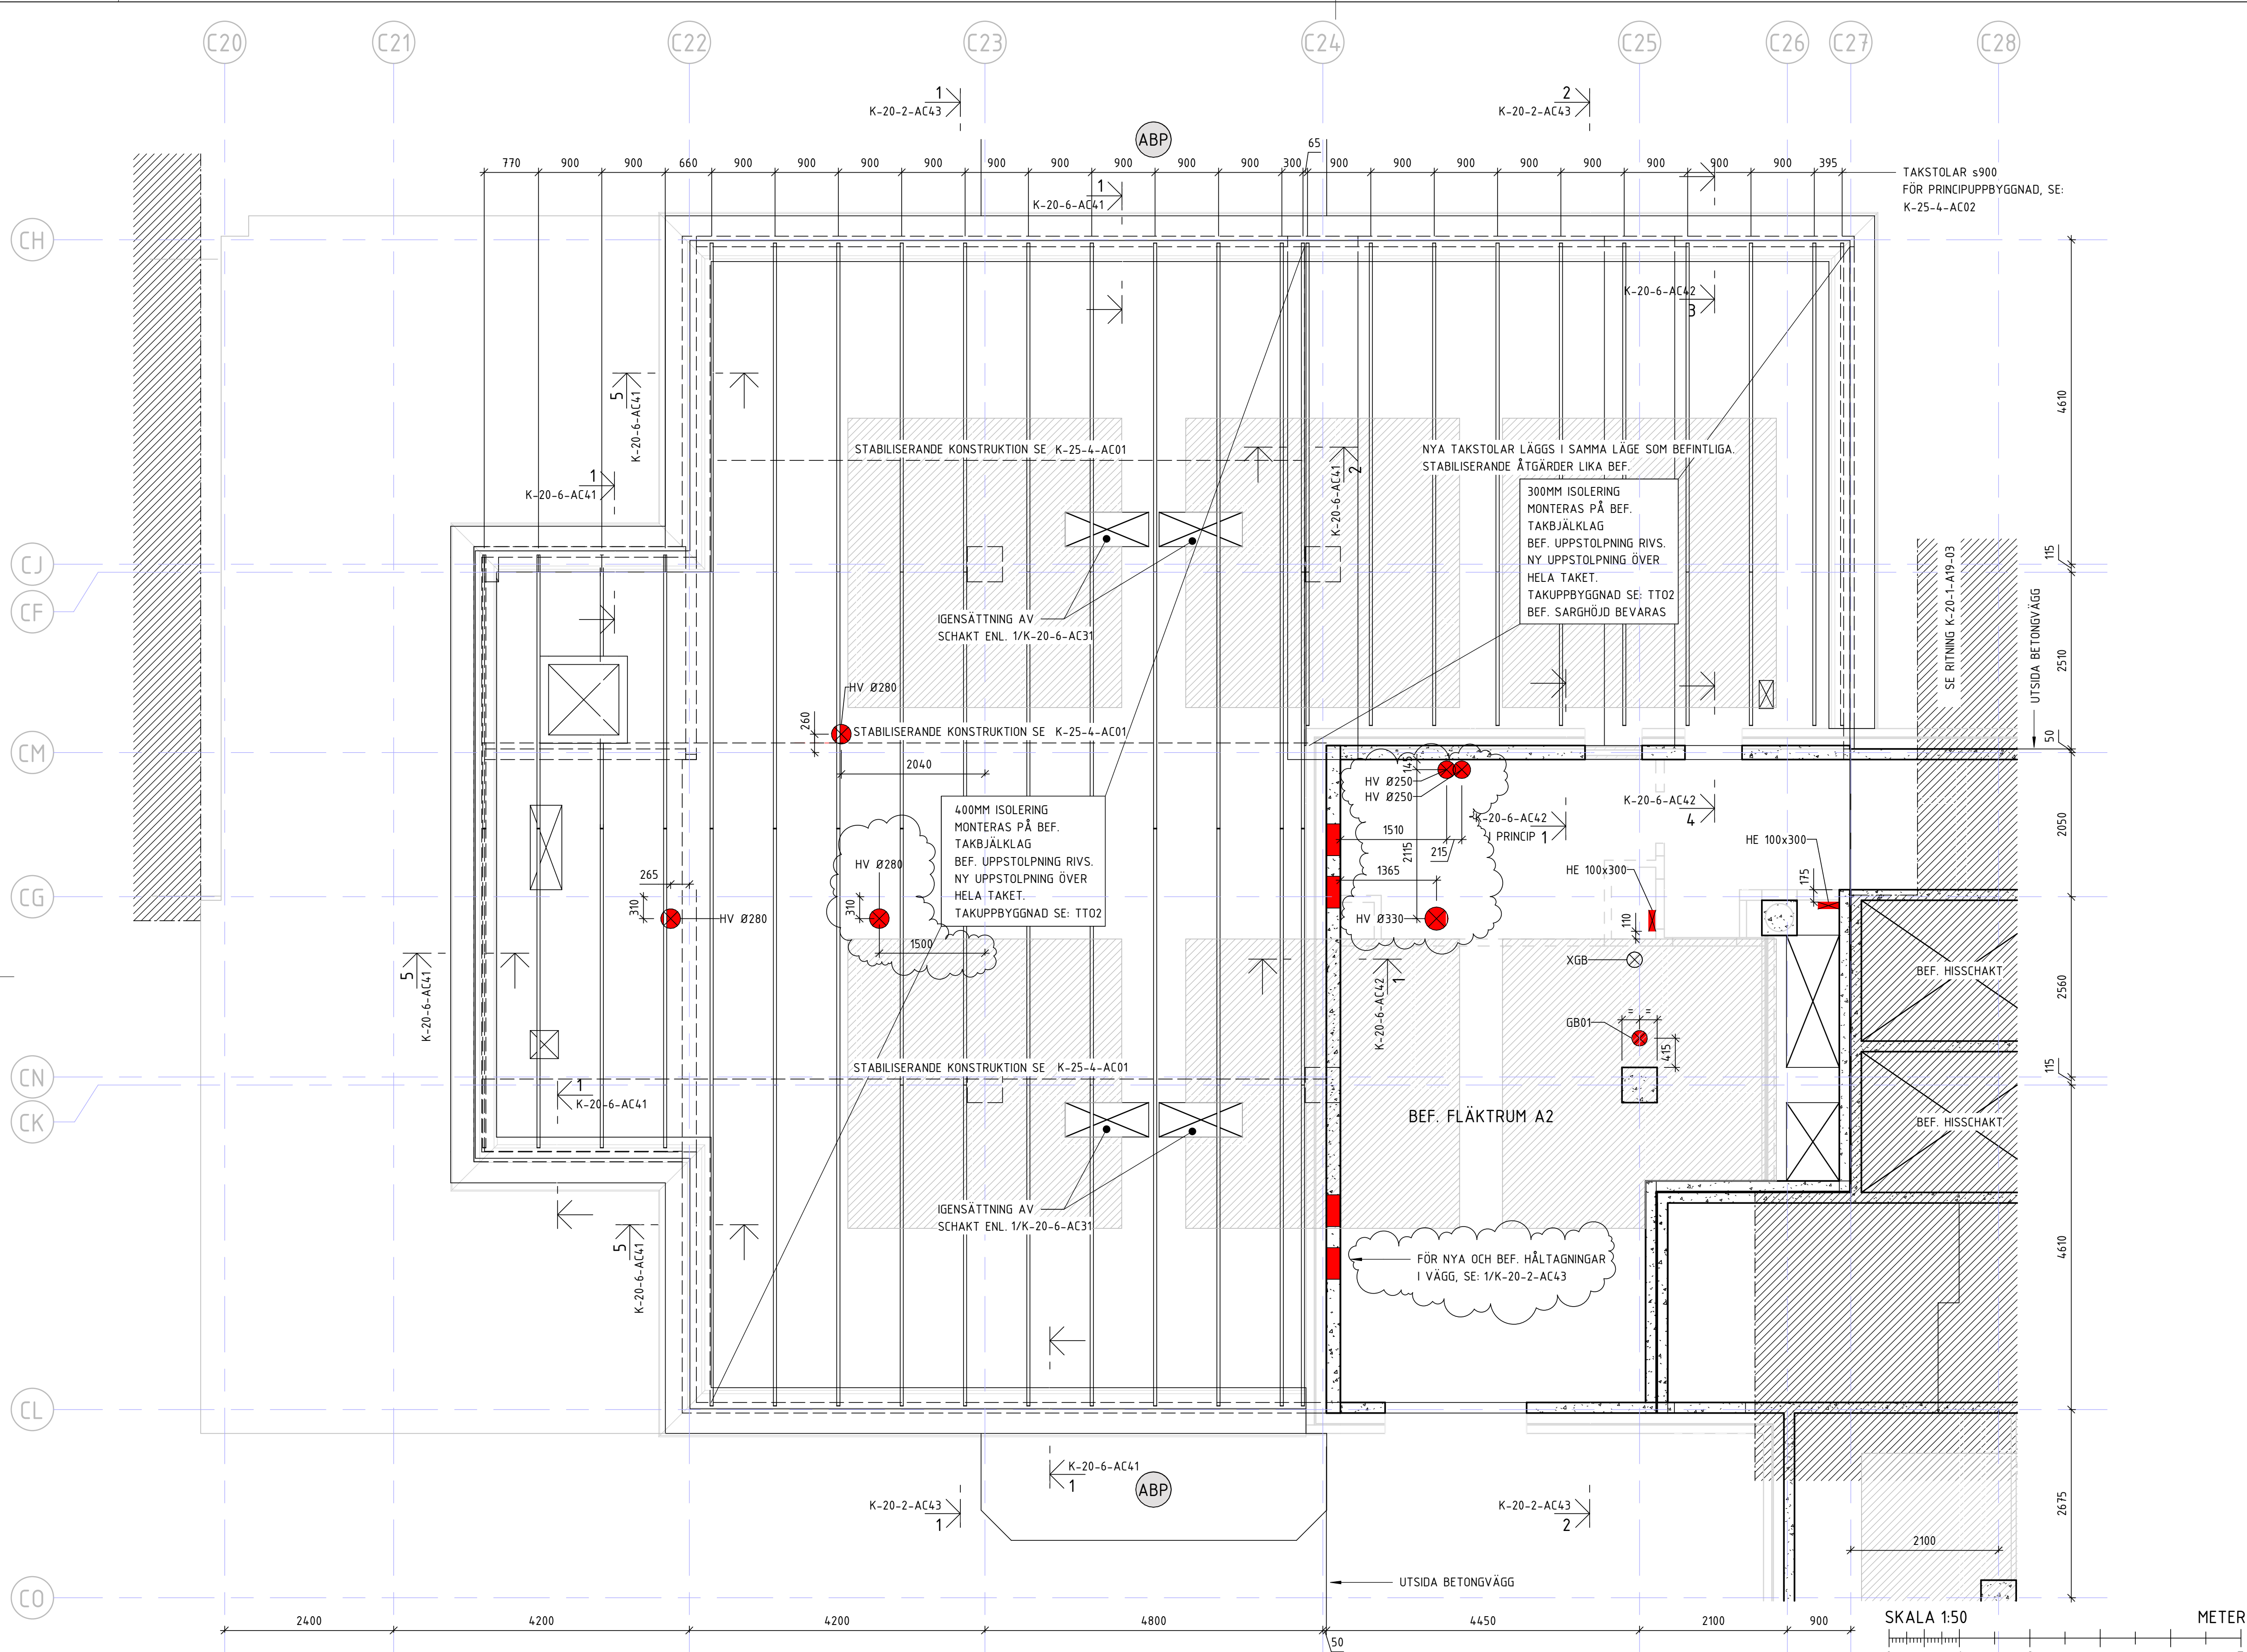 C20 C21 C22 C23 C24 C25 C26 C27 C28
1
K-20-2-AC43
2
K-20-2-AC43
ABP
65
770 900 900 660 900 900 900 900 900 900 900 900 900 300 900 900 900 900 900 900 900 900 395
TAKSTOLAR s900
FÖR PRINCIPUPPBYGGNAD, SE:
K-25-4-AC02
1
K-20-6-AC41
CH
K-20-6-AC42
3
5
K-20-6-AC41
4610
STABILISERANDE KONSTRUKTION SE K-25-4-AC01
NYA TAKSTOLAR LÄGGS I SAMMA LÄGE SOM BEFINTLIGA.
STABILISERANDE ÅTGÄRDER LIKA BEF.
2
K-20-6-AC41
1
K-20-6-AC41
300MM ISOLERING
MONTERAS PÅ BEF.
TAKBJÄLKLAG
BEF. UPPSTOLPNING RIVS.
NY UPPSTOLPNING ÖVER
HELA TAKET.
TAKUPPBYGGNAD SE: TT02
BEF. SARGHÖJD BEVARAS
CJ
115
CF
IGENSÄTTNING AV
SCHAKT ENL. 1/K-20-6-AC31
SE RITNING K-20-1-A19-03
UTSIDA BETONGVÄGG
2510
HV Ø280
260
STABILISERANDE KONSTRUKTION SE K-25-4-AC01
50
CM
2040
145
HV Ø250
HV Ø250
400MM ISOLERING
MONTERAS PÅ BEF.
TAKBJÄLKLAG
BEF. UPPSTOLPNING RIVS.
NY UPPSTOLPNING ÖVER
HELA TAKET.
TAKUPPBYGGNAD SE: TT02
K-20-6-AC42
4
K-20-6-AC42
I PRINCIP 1
1510
215
2115
2050
HE 100x300
HV Ø280
265
1365
HE 100x300
175
CG
310
HV Ø280
310
HV Ø330
110
1500
XGB
5
K-20-6-AC41
1
K-20-6-AC42
BEF. HISSCHAKT
2560
= =
GB01
415
STABILISERANDE KONSTRUKTION SE K-25-4-AC01
CN
115
1
K-20-6-AC41
CK
BEF. FLÄKTRUM A2
BEF. HISSCHAKT
IGENSÄTTNING AV
SCHAKT ENL. 1/K-20-6-AC31
5
K-20-6-AC41
FÖR NYA OCH BEF. HÅLTAGNINGAR
I VÄGG, SE: 1/K-20-2-AC43
4610
CL
K-20-6-AC41
1
ABP
K-20-2-AC43
1
K-20-2-AC43
2
2675
2100
UTSIDA BETONGVÄGG
CO
2400 4200 4200 4800 4450 2100 900
50
SKALA 1:50 METER